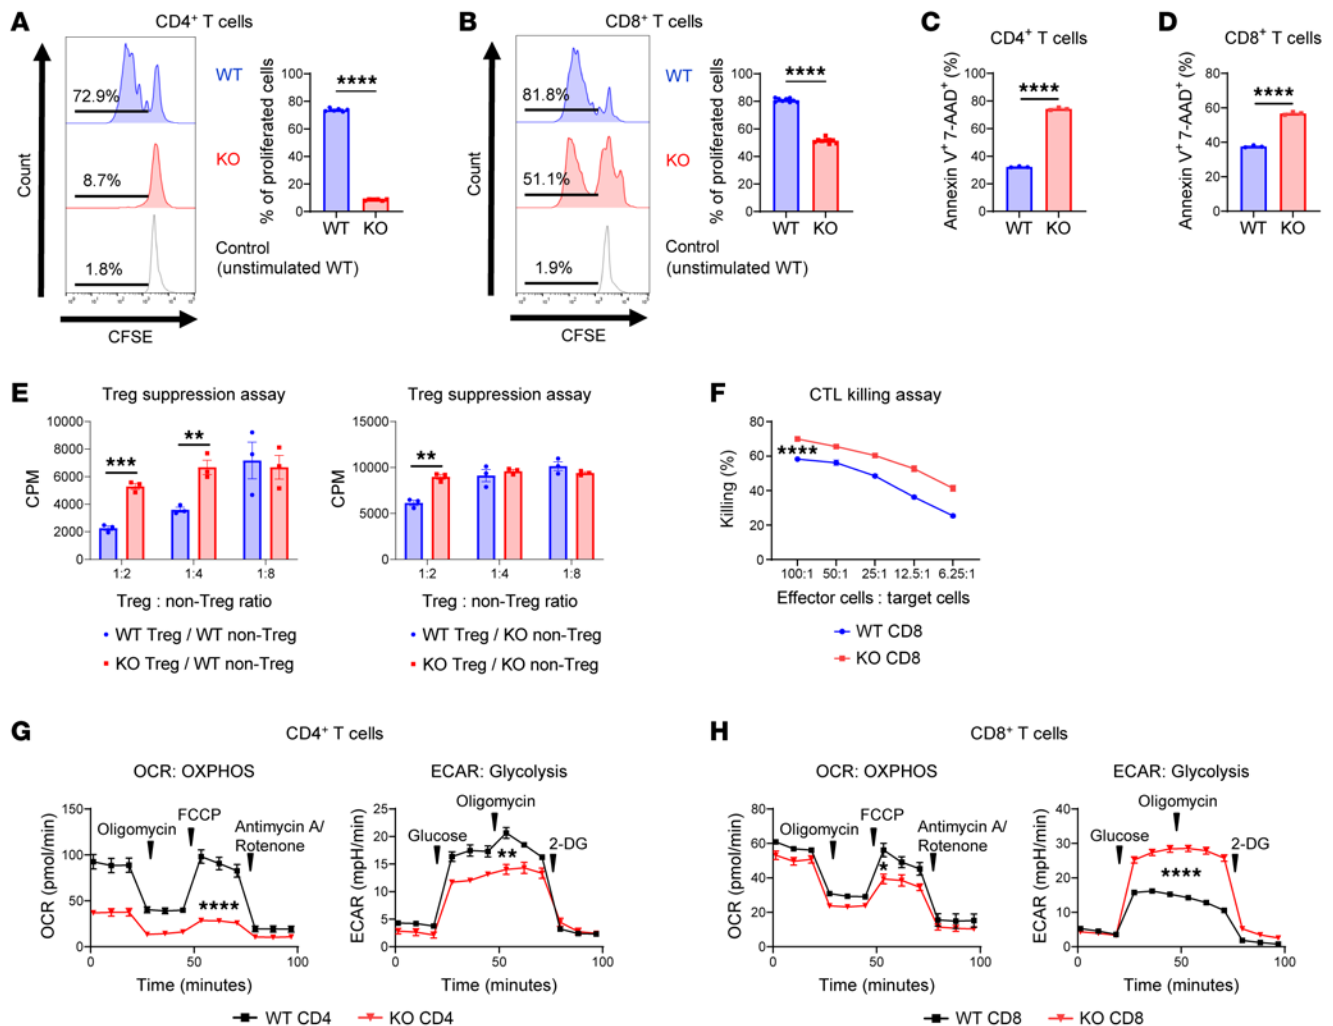 A
CD4⁺ T cells
72.9%
8.7%
1.8%
Count
CFSE
WT
KO
Control
(unstimulated WT)
% of proliferated cells
100
80
60
40
20
0
****
WT KO
B
CD8⁺ T cells
81.8%
51.1%
1.9%
Count
CFSE
WT
KO
Control
(unstimulated WT)
% of proliferated cells
100
80
60
40
20
0
****
WT KO
C
CD4⁺ T cells
Annexin V⁺ 7-AAD⁺ (%)
100
80
60
40
20
0
****
WT KO
D
CD8⁺ T cells
Annexin V⁺ 7-AAD⁺ (%)
80
60
40
20
0
****
WT KO
E
Treg suppression assay
CPM
10000
8000
6000
4000
2000
0
***
**
1:2 1:4 1:8
Treg : non-Treg ratio
WT Treg / WT non-Treg
KO Treg / WT non-Treg
Treg suppression assay
CPM
15000
10000
5000
0
**
1:2 1:4 1:8
Treg : non-Treg ratio
WT Treg / KO non-Treg
KO Treg / KO non-Treg
F
CTL killing assay
Killing (%)
80
60
40
20
0
****
100:1 50:1 25:1 12.5:1 6.25:1
Effector cells : target cells
WT CD8
KO CD8
G
CD4⁺ T cells
OCR: OXPHOS
OCR (pmol/min)
150
100
50
0
Oligomycin
FCCP
Antimycin A/
Rotenone
****
0 50 100
Time (minutes)
ECAR: Glycolysis
ECAR (mpH/min)
25
20
15
10
5
0
Glucose
Oligomycin
2-DG
**
0 50 100
Time (minutes)
WT CD4 KO CD4
H
CD8⁺ T cells
OCR: OXPHOS
OCR (pmol/min)
80
60
40
20
0
Oligomycin
FCCP
Antimycin A/
Rotenone
*
0 50 100
Time (minutes)
ECAR: Glycolysis
ECAR (mpH/min)
40
30
20
10
0
Glucose
Oligomycin
2-DG
****
0 50 100
Time (minutes)
WT CD8 KO CD8